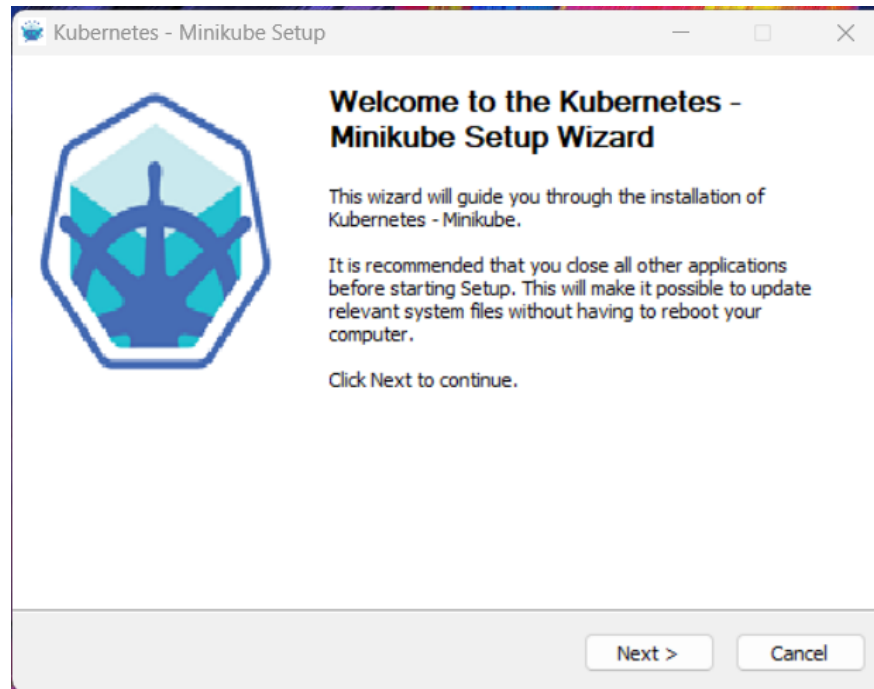 Kubernetes - Minikube Setup
Welcome to the Kubernetes -
Minikube Setup Wizard
This wizard will guide you through the installation of
Kubernetes - Minikube.
It is recommended that you close all other applications
before starting Setup. This will make it possible to update
relevant system files without having to reboot your
computer.
Click Next to continue.
Next >
Cancel